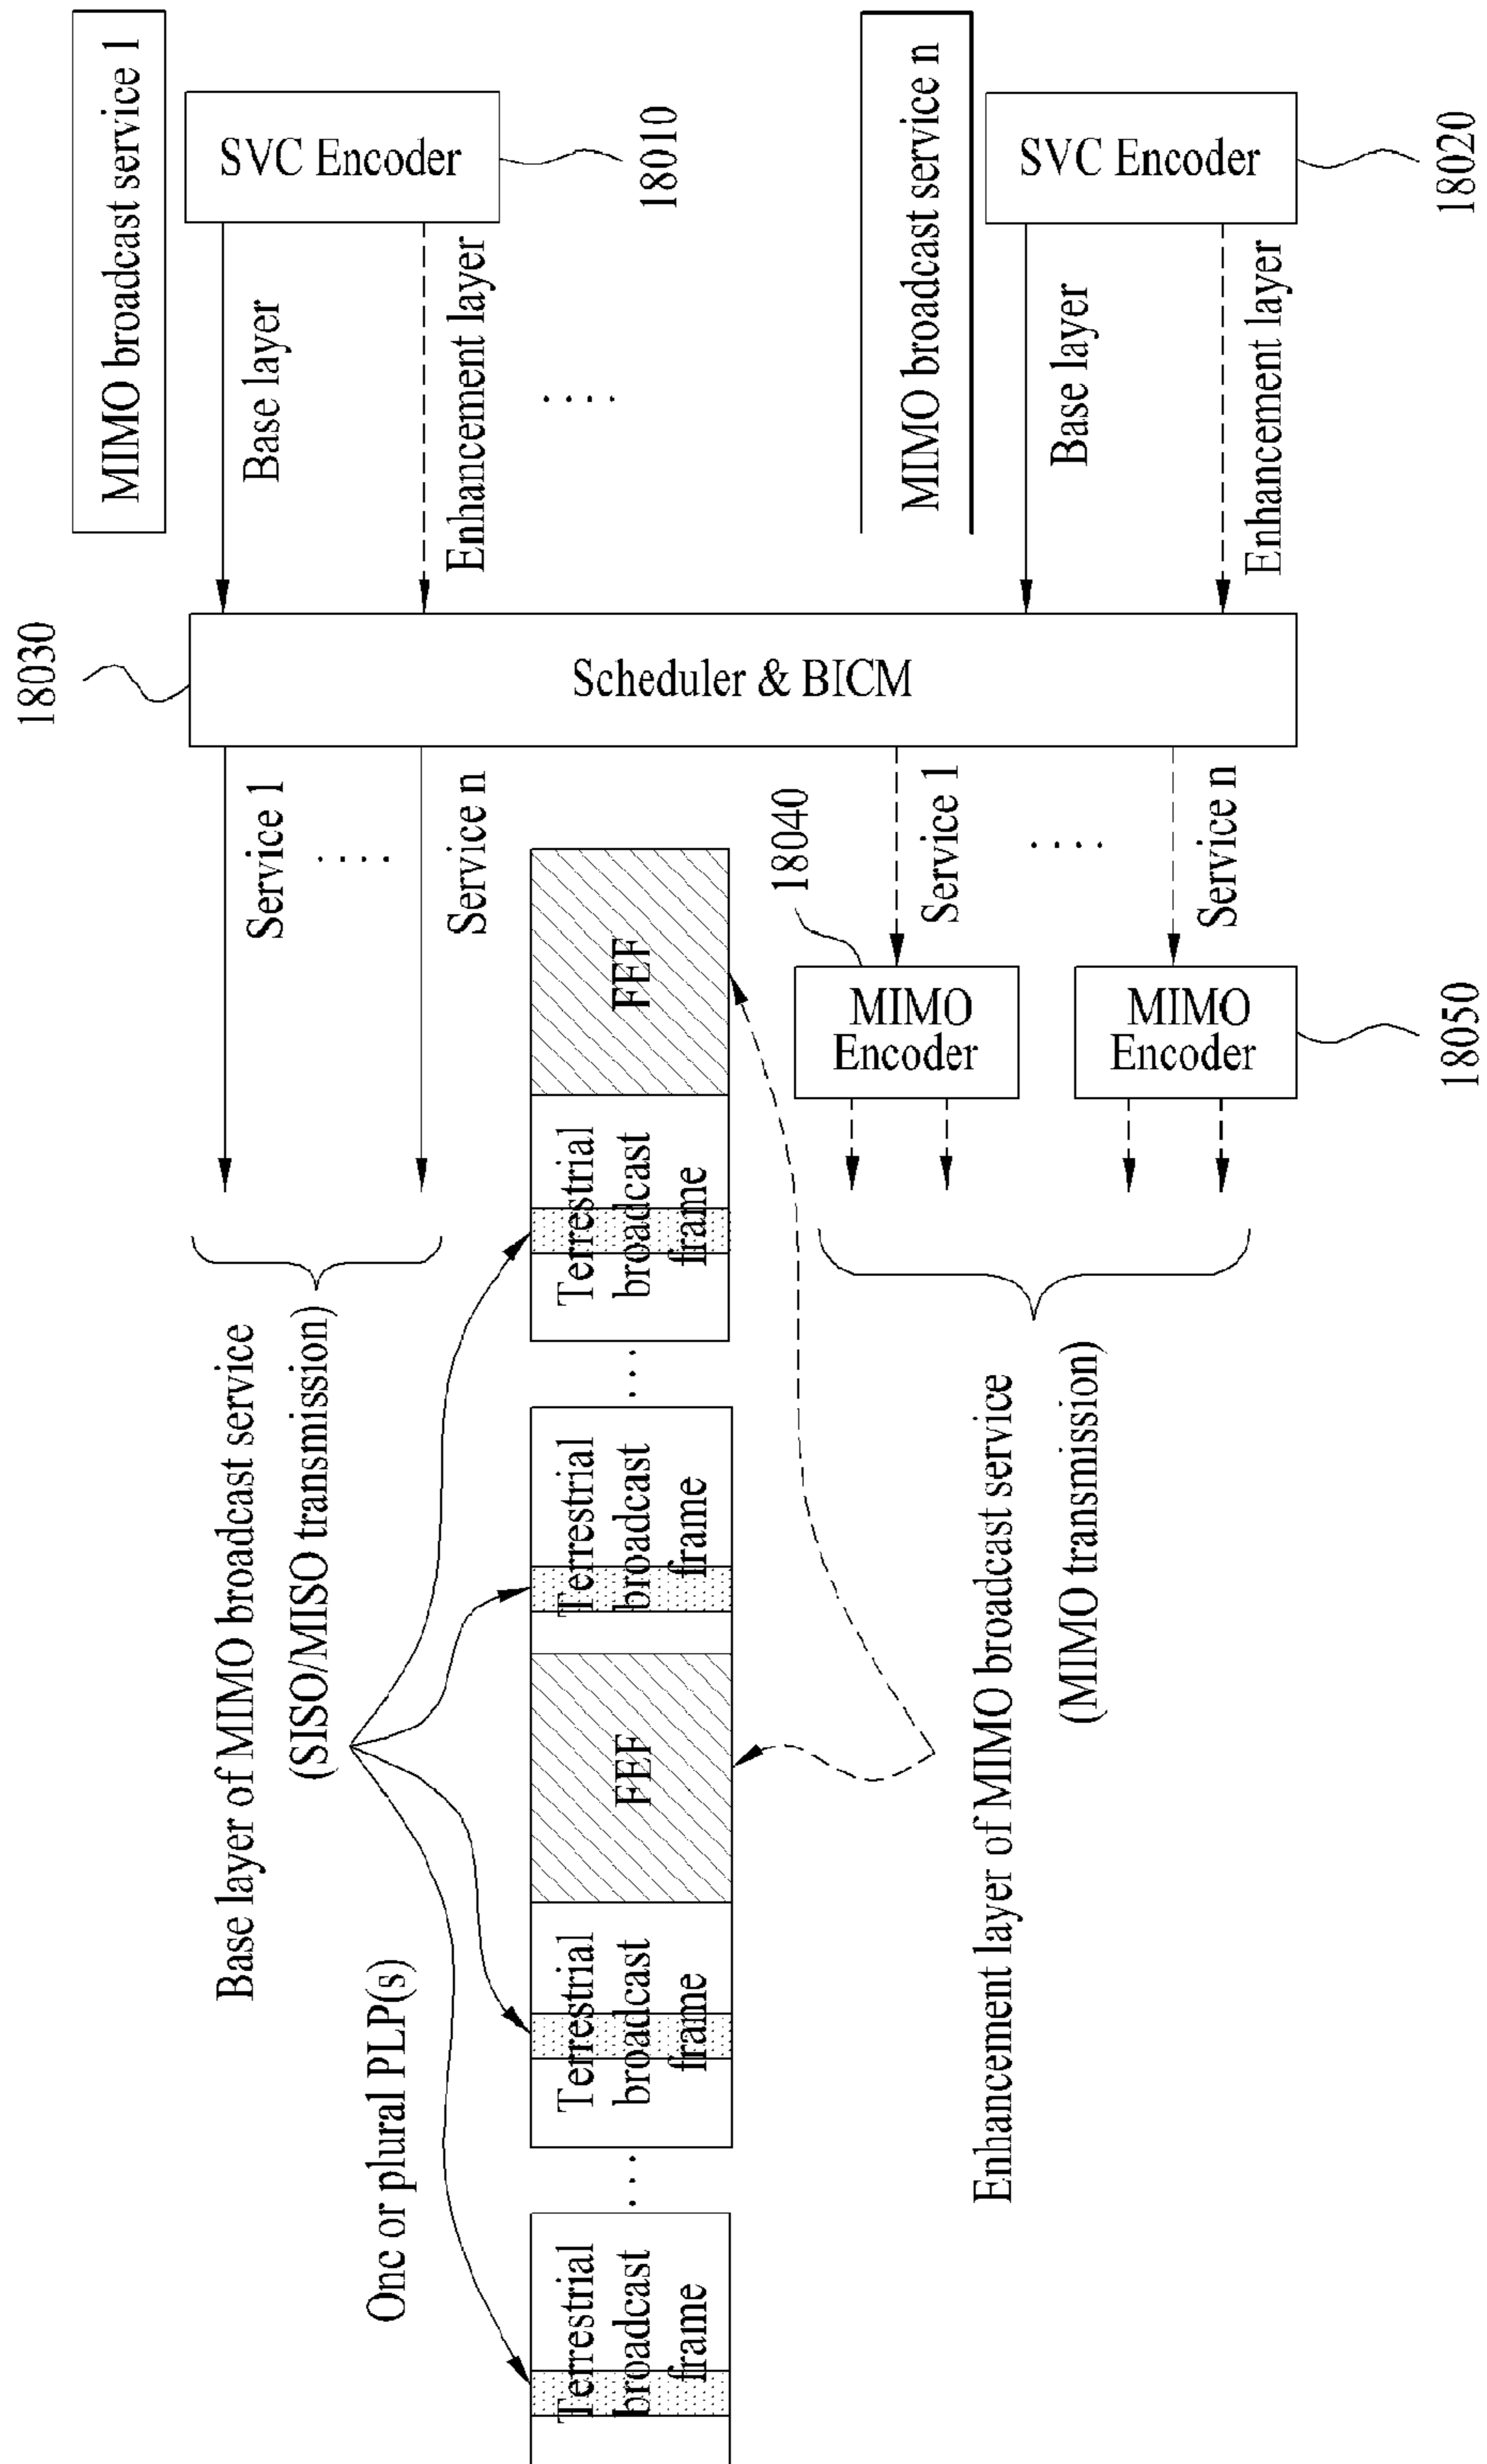 18030
MIMO broadcast service 1
Base layer of MIMO broadcast service
(SISO/MISO transmission)
Service 1
....
Service n
Base layer
Enhancement layer
SVC Encoder
18010
....
One or plural PLP(s)
Terrestrial
broadcast
frame
...
Terrestrial
broadcast
frame
FEF
Terrestrial
broadcast
frame
...
Terrestrial
broadcast
frame
FEF
Scheduler & BICM
18040
MIMO
Encoder
Service 1
....
MIMO
Encoder
Service n
18050
Enhancement layer of MIMO broadcast service
(MIMO transmission)
MIMO broadcast service n
Base layer
Enhancement layer
SVC Encoder
18020